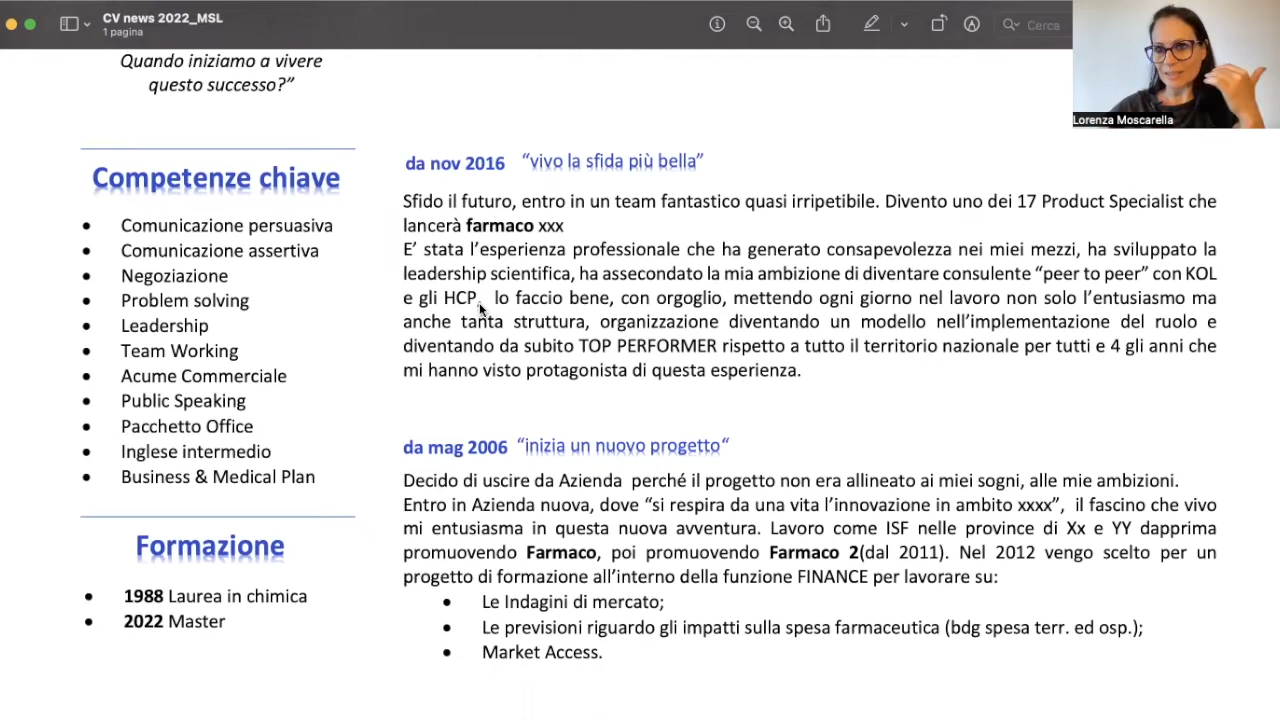 CV news 2022_MSL
1 pagina
Cerca
Lorenza Moscarella
Quando iniziamo a vivere
questo successo?”
Competenze chiave
• Comunicazione persuasiva
• Comunicazione assertiva
• Negoziazione
• Problem solving
• Leadership
• Team Working
• Acume Commerciale
• Public Speaking
• Pacchetto Office
• Inglese intermedio
• Business & Medical Plan
Formazione
• 1988 Laurea in chimica
• 2022 Master
da nov 2016 “vivo la sfida più bella”
Sfido il futuro, entro in un team fantastico quasi irripetibile. Divento uno dei 17 Product Specialist che
lancerà farmaco xxx
E’ stata l’esperienza professionale che ha generato consapevolezza nei miei mezzi, ha sviluppato la
leadership scientifica, ha assecondato la mia ambizione di diventare consulente “peer to peer” con KOL
e gli HCP, lo faccio bene, con orgoglio, mettendo ogni giorno nel lavoro non solo l’entusiasmo ma
anche tanta struttura, organizzazione diventando un modello nell’implementazione del ruolo e
diventando da subito TOP PERFORMER rispetto a tutto il territorio nazionale per tutti e 4 gli anni che
mi hanno visto protagonista di questa esperienza.
da mag 2006 “inizia un nuovo progetto“
Decido di uscire da Azienda perché il progetto non era allineato ai miei sogni, alle mie ambizioni.
Entro in Azienda nuova, dove “si respira da una vita l’innovazione in ambito xxxx”, il fascino che vivo
mi entusiasma in questa nuova avventura. Lavoro come ISF nelle province di Xx e YY dapprima
promuovendo Farmaco, poi promuovendo Farmaco 2(dal 2011). Nel 2012 vengo scelto per un
progetto di formazione all’interno della funzione FINANCE per lavorare su:
• Le Indagini di mercato;
• Le previsioni riguardo gli impatti sulla spesa farmaceutica (bdg spesa terr. ed osp.);
• Market Access.